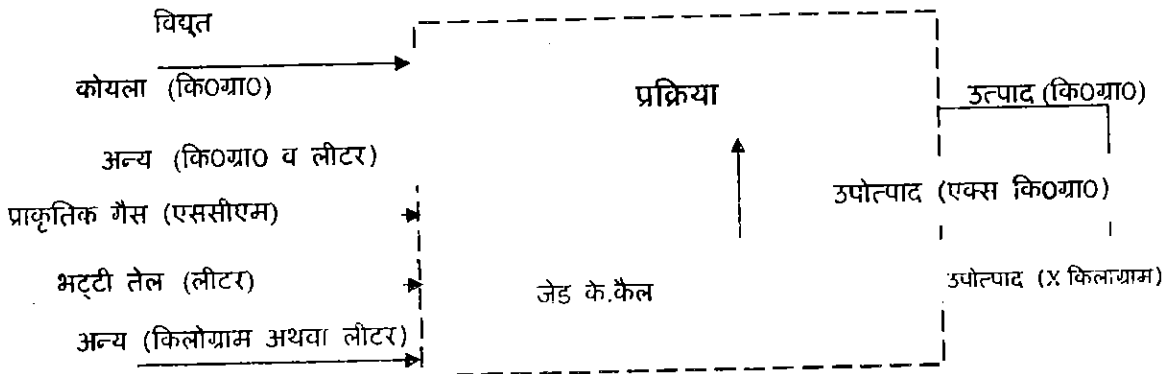 विद्युत
कोयला (कि0ग्रा0)
प्रक्रिया
उत्पाद (कि0ग्रा0)
अन्य (कि0ग्रा0 व लीटर)
उपोत्पाद (एक्स कि0ग्रा0)
प्राकृतिक गैस (एससीएम)
भट्टी तेल (लीटर)
जेड के.कैल
उपोत्पाद (X किलाग्राम)
अन्य (किलोग्राम अथवा लीटर)